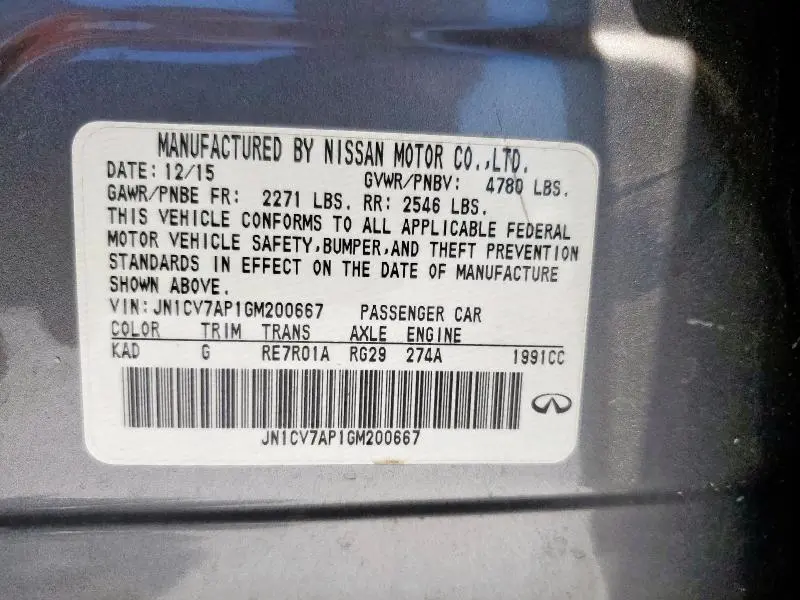 MANUFACTURED BY NISSAN MOTOR CO.,LTD.
DATE: 12/15 GVWR/PNBV: 4780 LBS.
GAWR/PNBE FR: 2271 LBS. RR: 2546 LBS.
THIS VEHICLE CONFORMS TO ALL APPLICABLE FEDERAL
MOTOR VEHICLE SAFETY,BUMPER,AND THEFT PREVENTION
STANDARDS IN EFFECT ON THE DATE OF MANUFACTURE
SHOWN ABOVE.
VIN:JN1CV7AP1GM200667 PASSENGER CAR
COLOR TRIM TRANS AXLE ENGINE
KAD G RE7R01A RG29 274A 1991CC
JN1CV7AP1GM200667